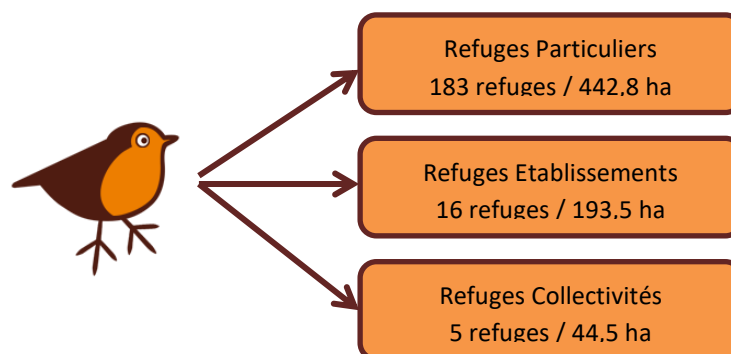 Refuges Particuliers
183 refuges / 442,8 ha
Refuges Etablissements
16 refuges / 193,5 ha
Refuges Collectivités
5 refuges / 44,5 ha